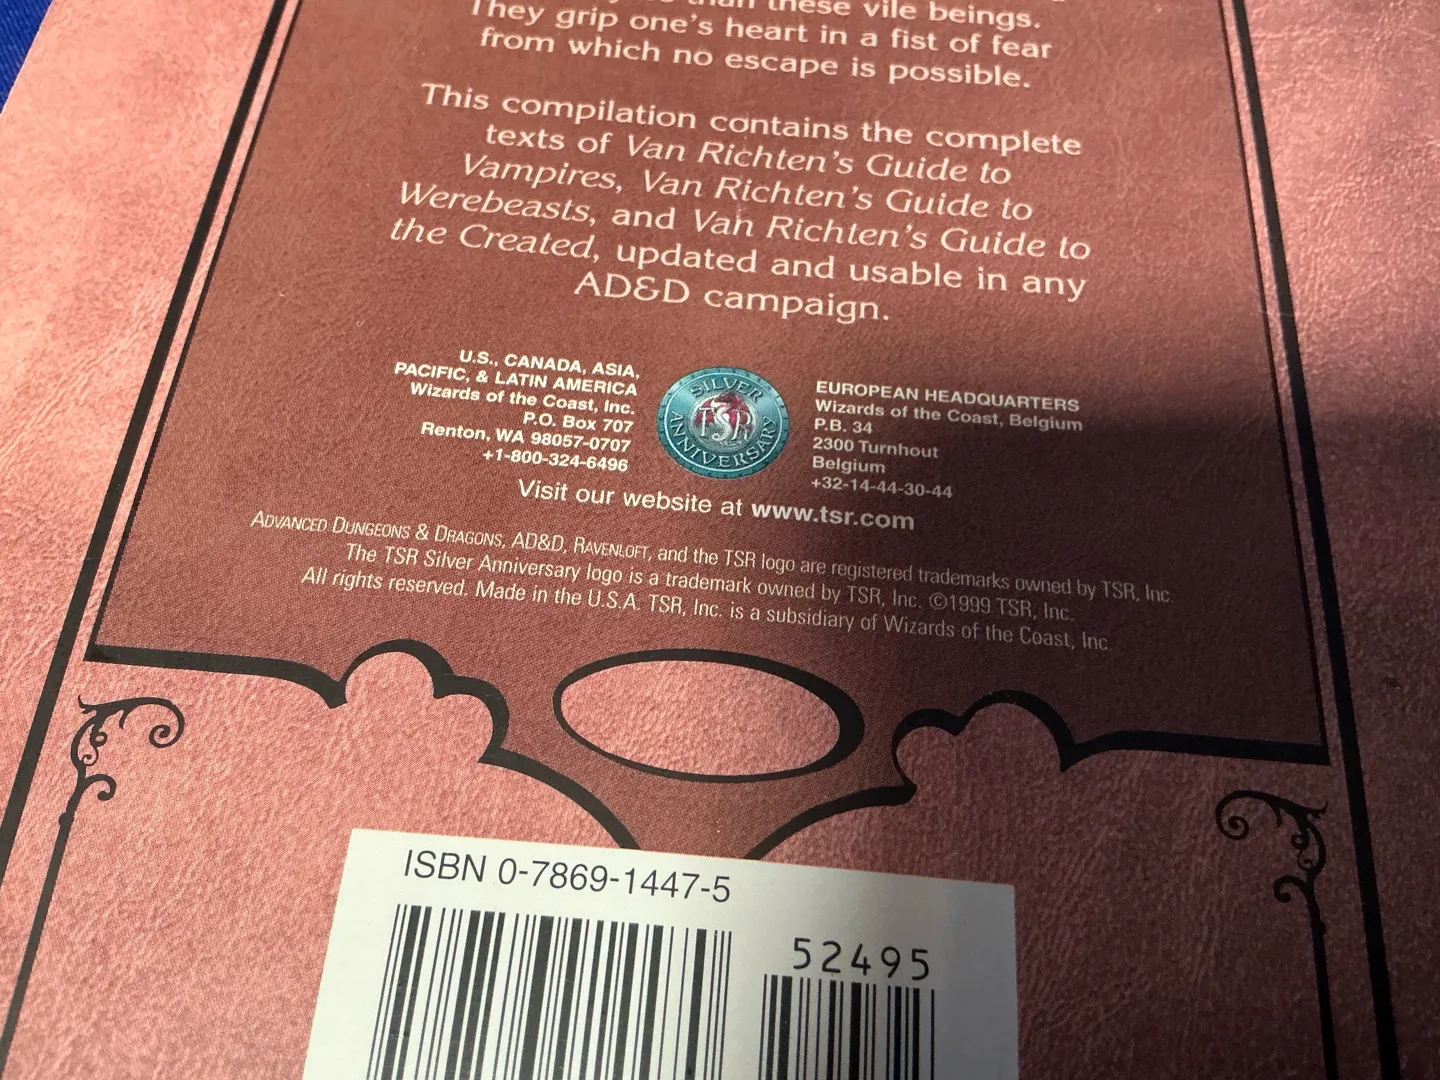 than these vile beings.
They grip one's heart in a fist of fear
from which no escape is possible.
This compilation contains the complete
texts of Van Richten's Guide to
Vampires, Van Richten's Guide to
Werebeasts, and Van Richten's Guide to
the Created, updated and usable in any
AD&D campaign.
U.S., CANADA, ASIA,
PACIFIC, & LATIN AMERICA
Wizards of the Coast, Inc.
P.O. Box 707
Renton, WA 98057-0707
+1-800-324-6496
SILVER
TSR
ANNIVERSARY
EUROPEAN HEADQUARTERS
Wizards of the Coast, Belgium
P.B. 34
2300 Turnhout
Belgium
+32-14-44-30-44
Visit our website at www.tsr.com
ADVANCED DUNGEONS & DRAGONS, AD&D, RAVENLOFT, and the TSR logo are registered trademarks owned by TSR, Inc.
The TSR Silver Anniversary logo is a trademark owned by TSR, Inc. ©1999 TSR, Inc.
All rights reserved. Made in the U.S.A. TSR, Inc. is a subsidiary of Wizards of the Coast, Inc.
ISBN 0-7869-1447-5
52495